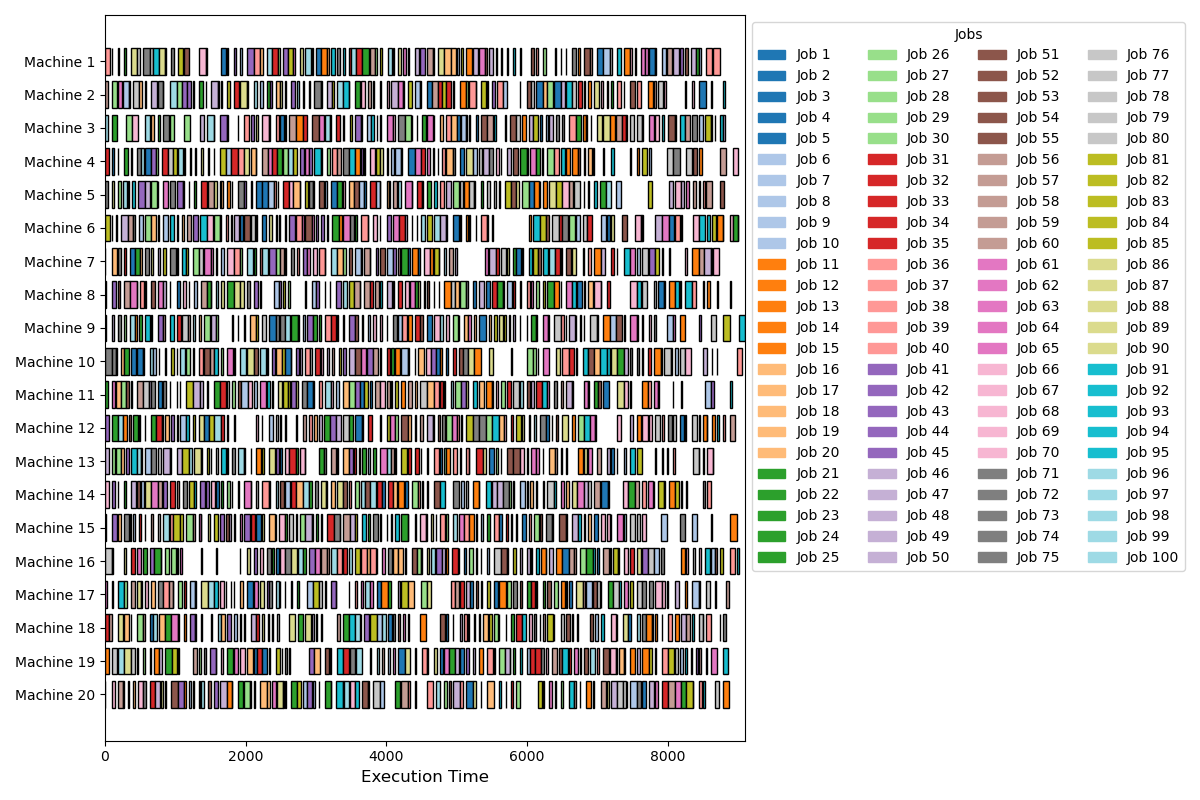 Jobs
Job 1 Job 26 Job 51 Job 76
Job 2 Job 27 Job 52 Job 77
Job 3 Job 28 Job 53 Job 78
Job 4 Job 29 Job 54 Job 79
Job 5 Job 30 Job 55 Job 80
Job 6 Job 31 Job 56 Job 81
Job 7 Job 32 Job 57 Job 82
Job 8 Job 33 Job 58 Job 83
Job 9 Job 34 Job 59 Job 84
Job 10 Job 35 Job 60 Job 85
Job 11 Job 36 Job 61 Job 86
Job 12 Job 37 Job 62 Job 87
Job 13 Job 38 Job 63 Job 88
Job 14 Job 39 Job 64 Job 89
Job 15 Job 40 Job 65 Job 90
Job 16 Job 41 Job 66 Job 91
Job 17 Job 42 Job 67 Job 92
Job 18 Job 43 Job 68 Job 93
Job 19 Job 44 Job 69 Job 94
Job 20 Job 45 Job 70 Job 95
Job 21 Job 46 Job 71 Job 96
Job 22 Job 47 Job 72 Job 97
Job 23 Job 48 Job 73 Job 98
Job 24 Job 49 Job 74 Job 99
Job 25 Job 50 Job 75 Job 100
Machine 1
Machine 2
Machine 3
Machine 4
Machine 5
Machine 6
Machine 7
Machine 8
Machine 9
Machine 10
Machine 11
Machine 12
Machine 13
Machine 14
Machine 15
Machine 16
Machine 17
Machine 18
Machine 19
Machine 20
0 2000 4000 6000 8000
Execution Time